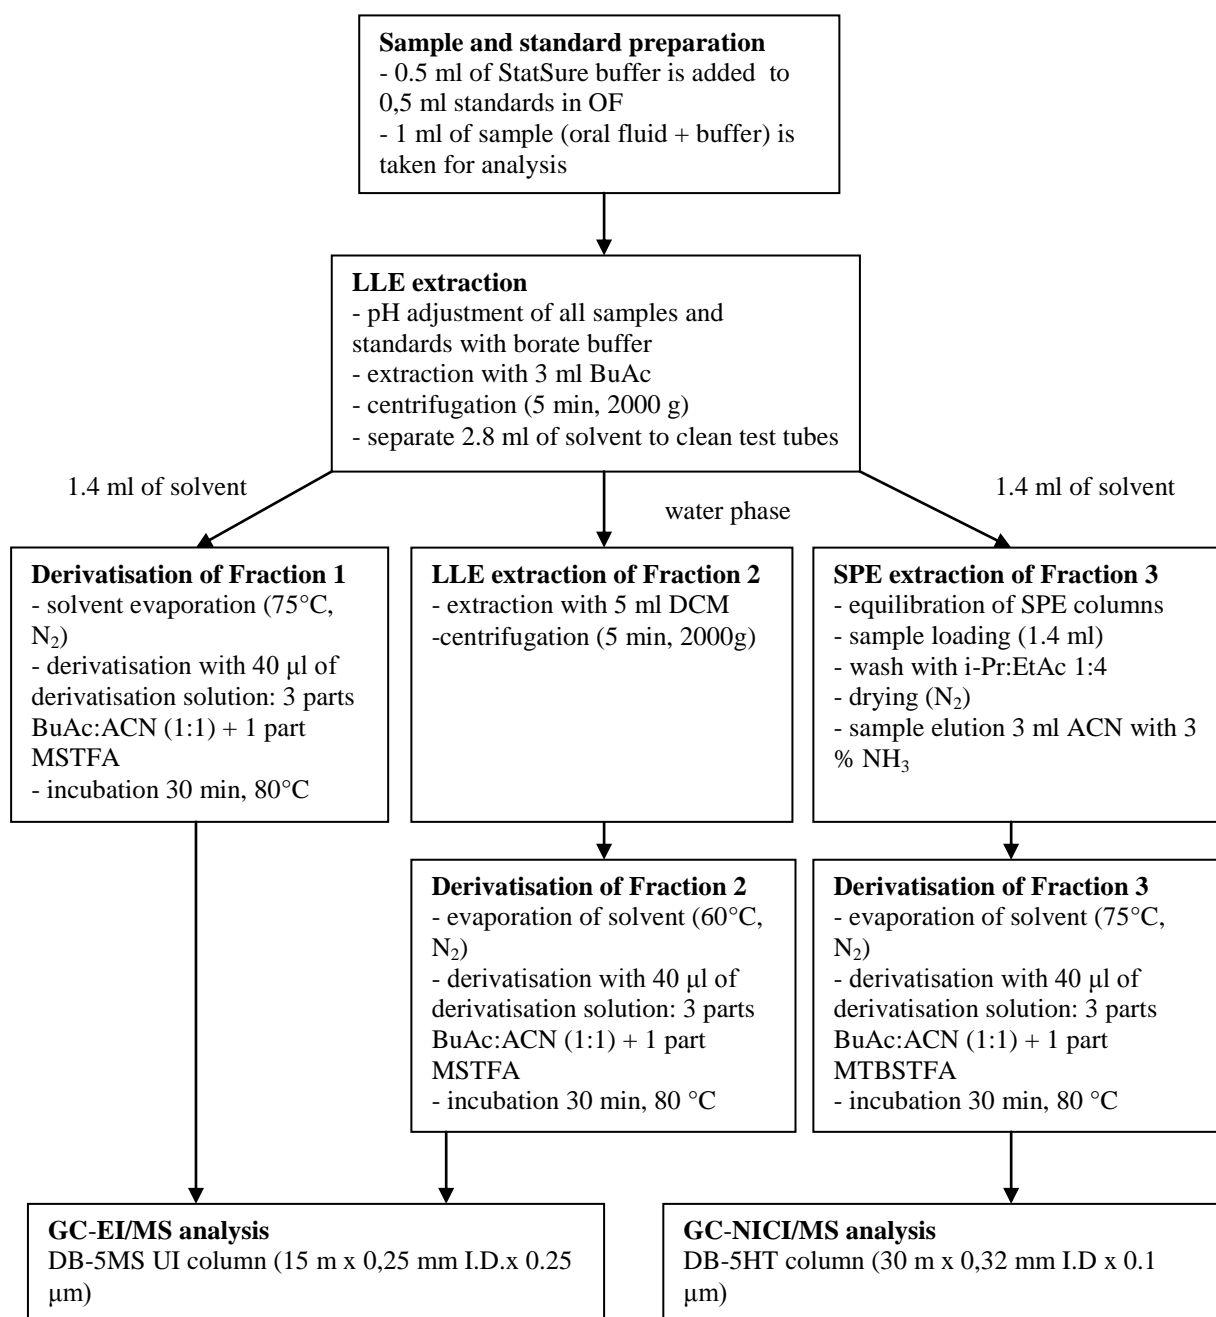 Sample and standard preparation
- 0.5 ml of StatSure buffer is added  to
0,5 ml standards in OF
- 1 ml of sample (oral fluid + buffer) is
taken for analysis
LLE extraction
- pH adjustment of all samples and
standards with borate buffer
- extraction with 3 ml BuAc
- centrifugation (5 min, 2000 g)
- separate 2.8 ml of solvent to clean test tubes
1.4 ml of solvent
water phase
1.4 ml of solvent
Derivatisation of Fraction 1
- solvent evaporation (75°C,
N₂)
- derivatisation with 40 µl of
derivatisation solution: 3 parts
BuAc:ACN (1:1) + 1 part
MSTFA
- incubation 30 min, 80°C
LLE extraction of Fraction 2
- extraction with 5 ml DCM
-centrifugation (5 min, 2000g)
SPE extraction of Fraction 3
- equilibration of SPE columns
- sample loading (1.4 ml)
- wash with i-Pr:EtAc 1:4
- drying (N₂)
- sample elution 3 ml ACN with 3
% NH₃
Derivatisation of Fraction 2
- evaporation of solvent (60°C,
N₂)
- derivatisation with 40 µl of
derivatisation solution: 3 parts
BuAc:ACN (1:1) + 1 part
MSTFA
- incubation 30 min, 80 °C
Derivatisation of Fraction 3
- evaporation of solvent (75°C,
N₂)
- derivatisation with 40 µl of
derivatisation solution: 3 parts
BuAc:ACN (1:1) + 1 part
MTBSTFA
- incubation 30 min, 80 °C
GC-EI/MS analysis
DB-5MS UI column (15 m x 0,25 mm I.D.x 0.25
µm)
GC-NICI/MS analysis
DB-5HT column (30 m x 0,32 mm I.D x 0.1
µm)